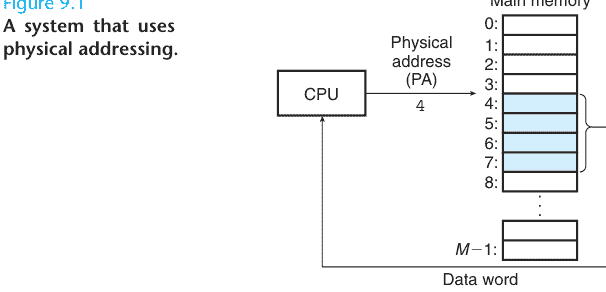 Figure 9.1
A system that uses
physical addressing.
Main memory
Physical
address
(PA)
4
CPU
0:
1:
2:
3:
4:
5:
6:
7:
8:
M−1:
Data word